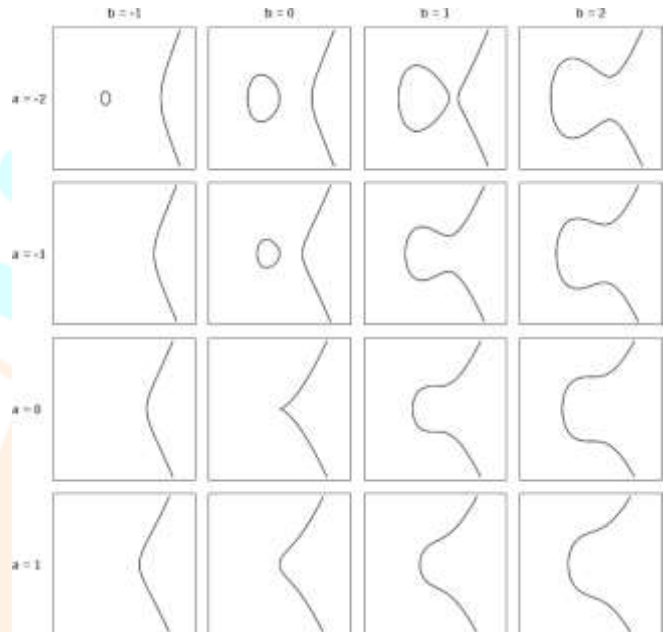 b = -1 b = 0 b = 1 b = 2
a = -2
a = -1
a = 0
a = 1